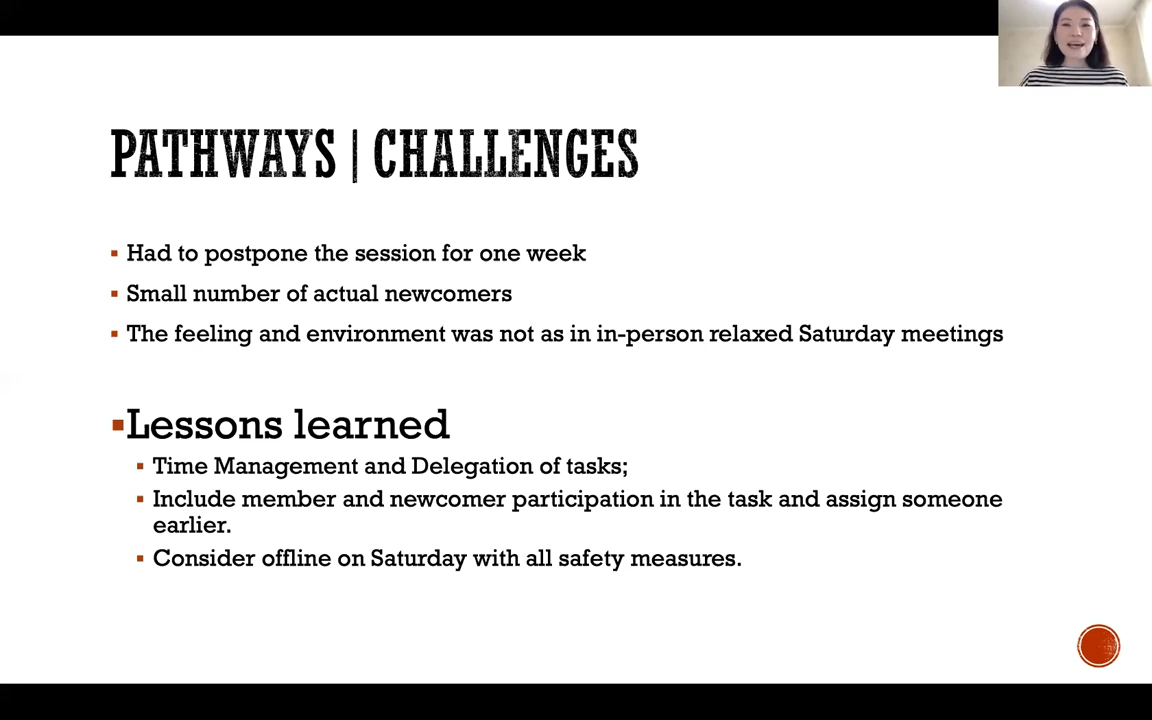 PATHWAYS | CHALLENGES
Had to postpone the session for one week
Small number of actual newcomers
The feeling and environment was not as in in-person relaxed Saturday meetings
Lessons learned
Time Management and Delegation of tasks;
Include member and newcomer participation in the task and assign someone
earlier.
Consider offline on Saturday with all safety measures.